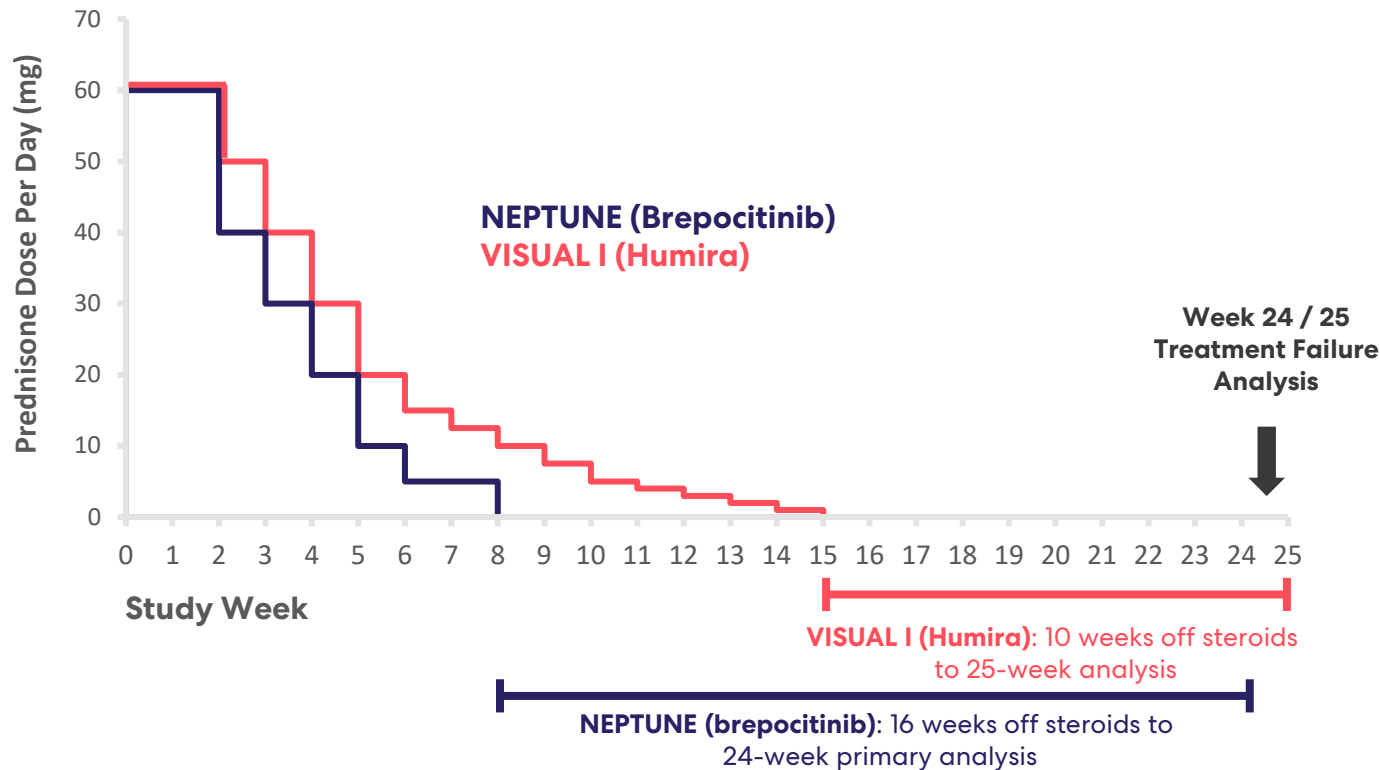 Prednisone Dose Per Day (mg)
70
60
50
40
30
20
10
0
NEPTUNE (Brepocitinib)
VISUAL I (Humira)
Week 24 / 25
Treatment Failure
Analysis
0 1 2 3 4 5 6 7 8 9 10 11 12 13 14 15 16 17 18 19 20 21 22 23 24 25
Study Week
VISUAL I (Humira): 10 weeks off steroids
to 25-week analysis
NEPTUNE (brepocitinib): 16 weeks off steroids to
24-week primary analysis